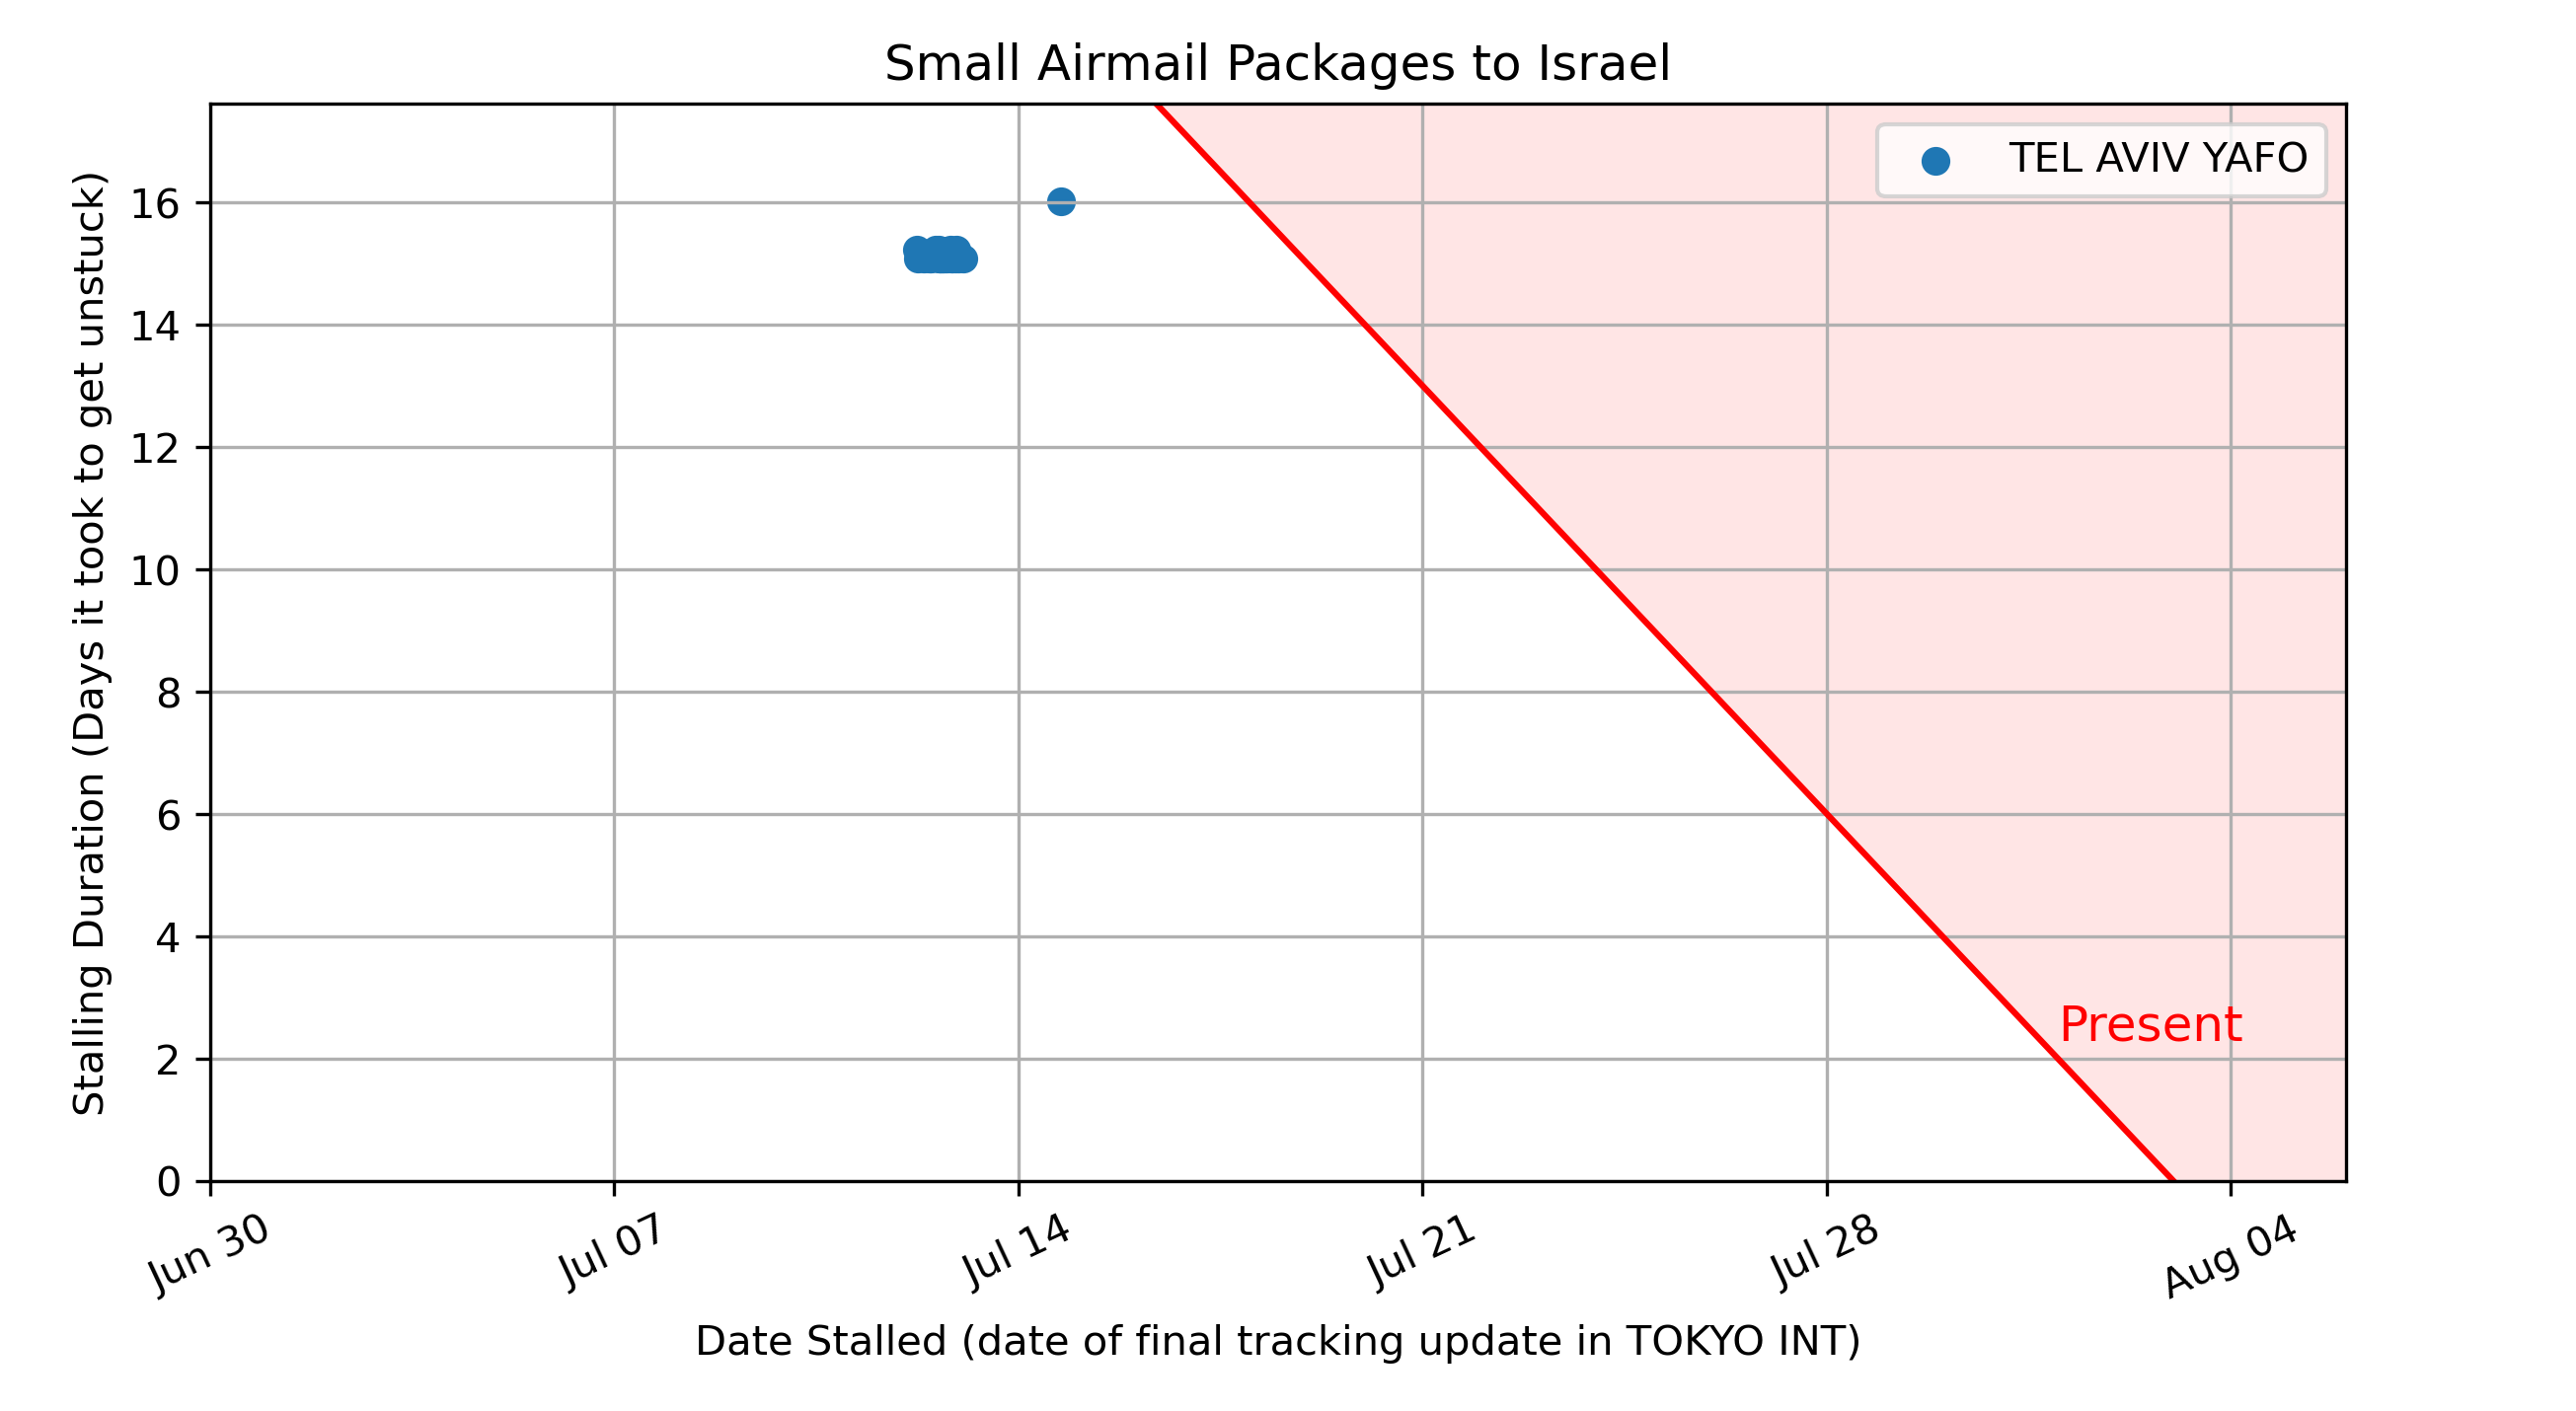 Small Airmail Packages to Israel
TEL AVIV YAFO
Stalling Duration (Days it took to get unstuck)
16
14
12
10
8
6
4
2
0
Present
Jun 30
Jul 07
Jul 14
Jul 21
Jul 28
Aug 04
Date Stalled (date of final tracking update in TOKYO INT)